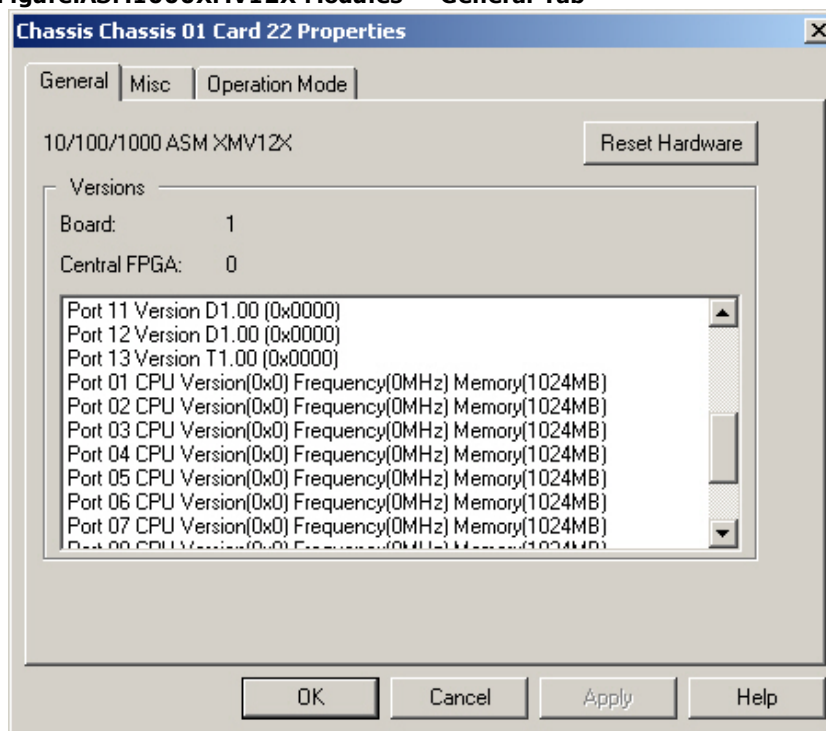 Figure:ASM1000XMV12X Modules — General Tab
Chassis Chassis 01 Card 22 Properties
General Misc Operation Mode
10/100/1000 ASM XMV12X Reset Hardware
Versions
Board: 1
Central FPGA: 0
Port 11 Version D1.00 (0x0000)
Port 12 Version D1.00 (0x0000)
Port 13 Version T1.00 (0x0000)
Port 01 CPU Version(0x0) Frequency(0MHz) Memory(1024MB)
Port 02 CPU Version(0x0) Frequency(0MHz) Memory(1024MB)
Port 03 CPU Version(0x0) Frequency(0MHz) Memory(1024MB)
Port 04 CPU Version(0x0) Frequency(0MHz) Memory(1024MB)
Port 05 CPU Version(0x0) Frequency(0MHz) Memory(1024MB)
Port 06 CPU Version(0x0) Frequency(0MHz) Memory(1024MB)
Port 07 CPU Version(0x0) Frequency(0MHz) Memory(1024MB)
OK Cancel Apply Help